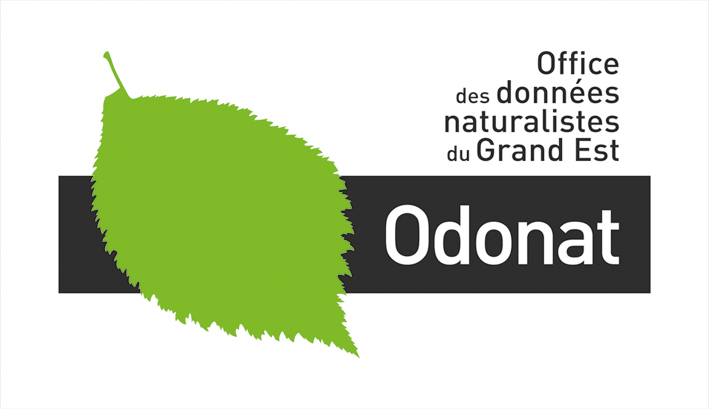 Office
des données
naturalistes
du Grand Est
Odonat